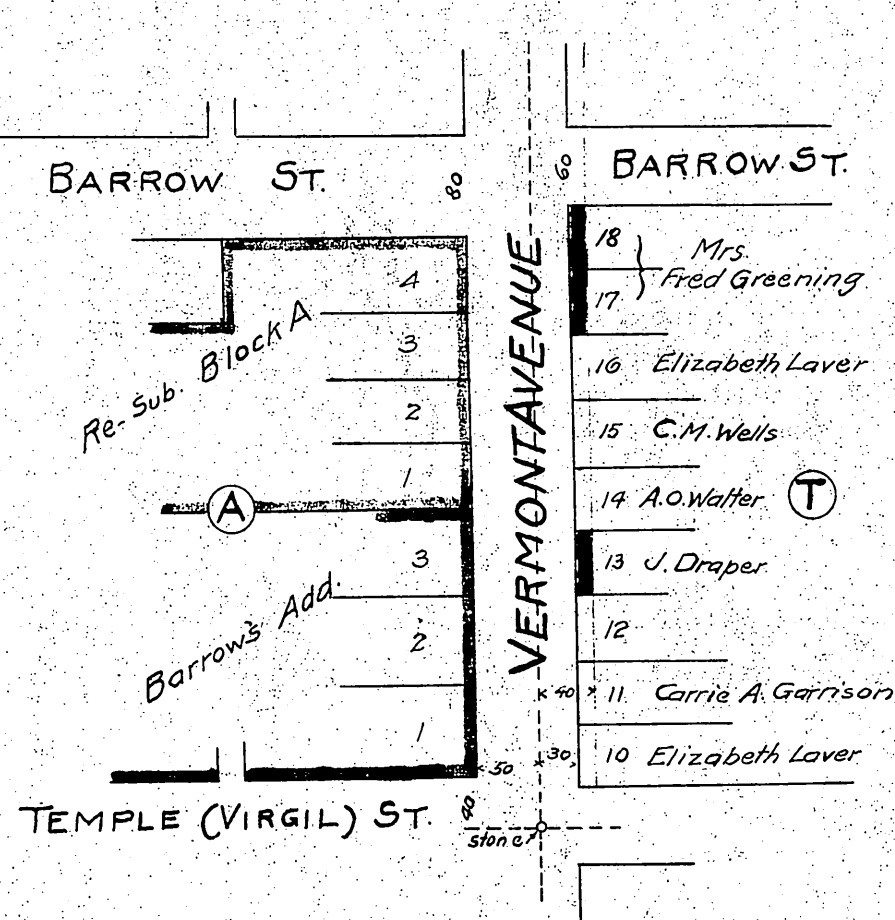 BARROW ST.
80
60
BARROW ST.
VERMONT AVENUE
4
3
2
1
Re-Sub. Block A
A
3
2
1
Barrow's Add.
18
17
Mrs.
Fred Greening
16 Elizabeth Laver
15 C.M. Wells
14 A.O. Walter
T
13 J. Draper
12
40
11 Carrie A. Garrison
50
30
10 Elizabeth Laver
TEMPLE (VIRGIL) ST.
40
stone